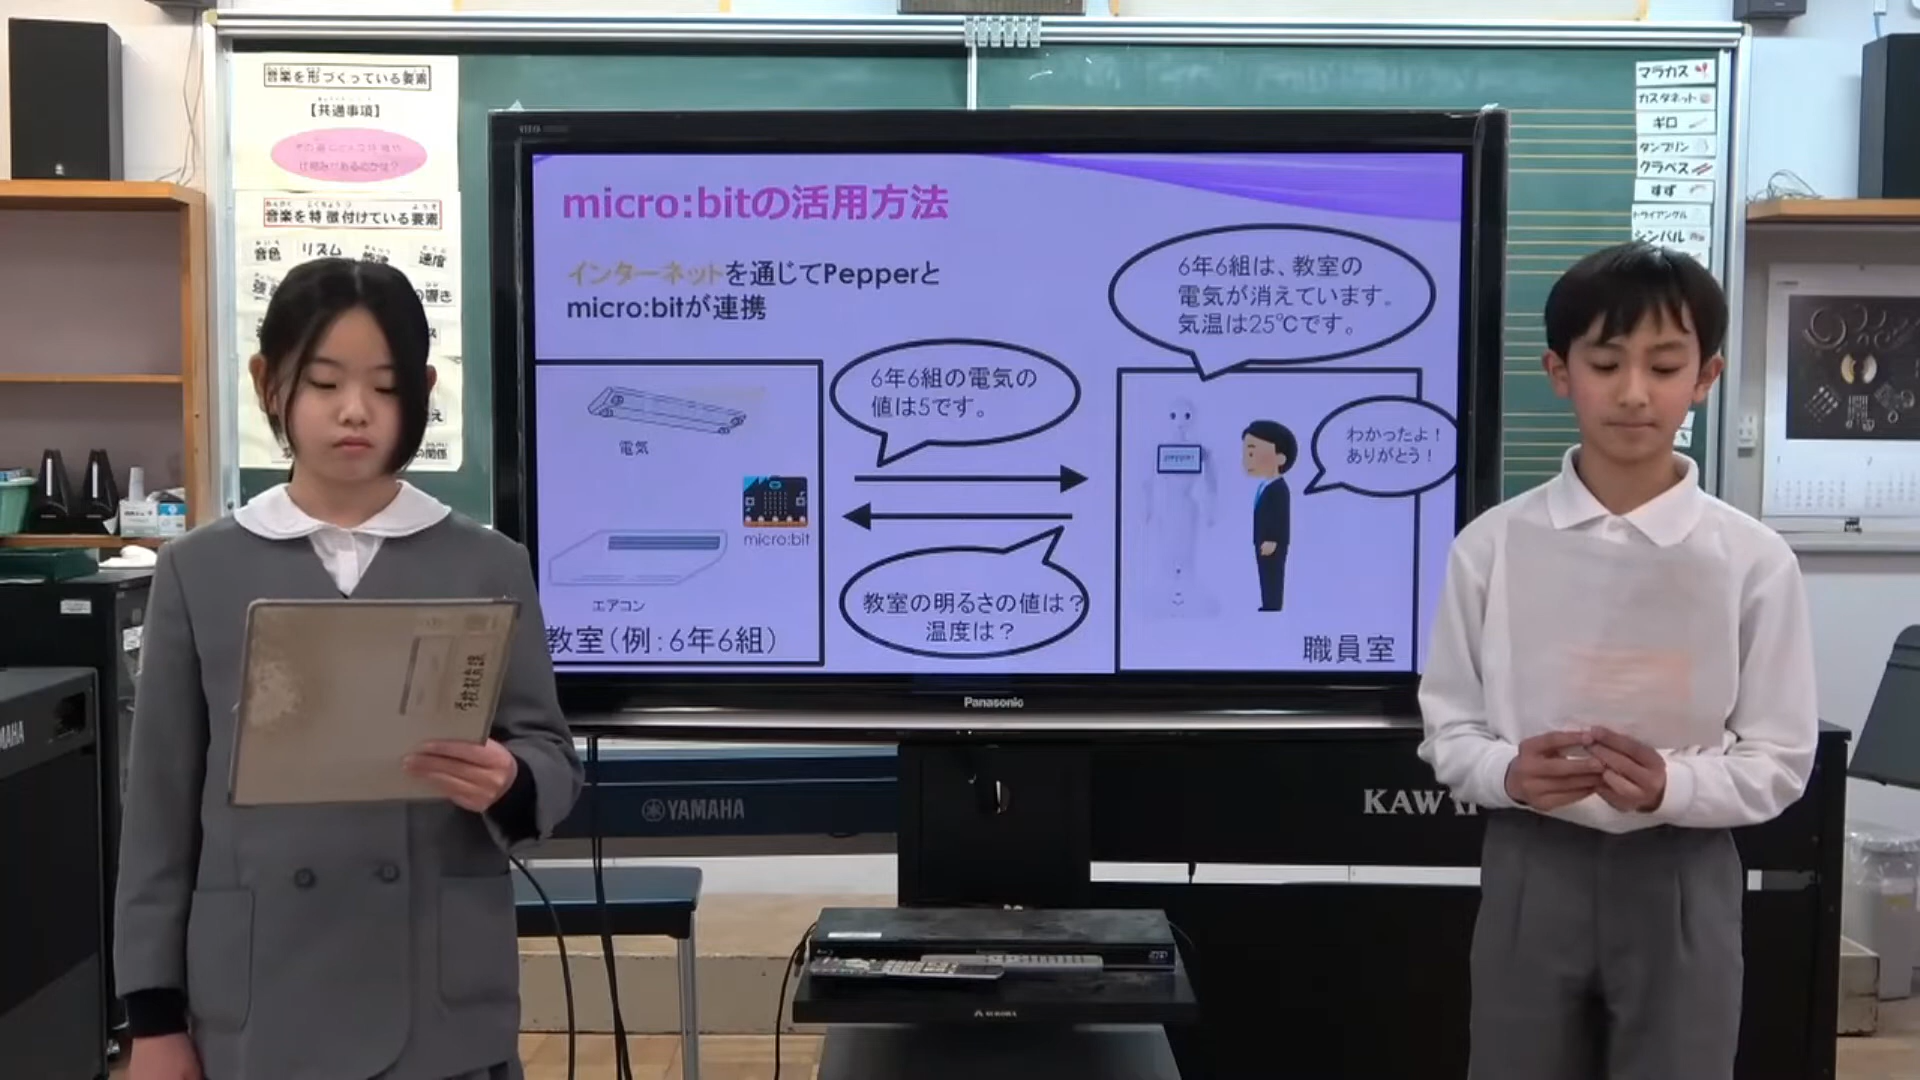 音楽を形づくっている要素
【共通事項】
音楽を特徴付けている要素
音色
リズム
速度
マラカス
カスタネット
ギロ
タンブリン
クラベス
すず
トライアングル
シンバル
micro:bitの活用方法
インターネットを通じてPepperと
micro:bitが連携
6年6組は、教室の
電気が消えています。
気温は25℃です。
6年6組の電気の
値は5です。
わかったよ！
ありがとう！
電気
pepper
micro:bit
エアコン
教室の明るさの値は？
温度は？
教室(例：6年6組)
職員室
Panasonic
YAMAHA
KAWAI
AURORA